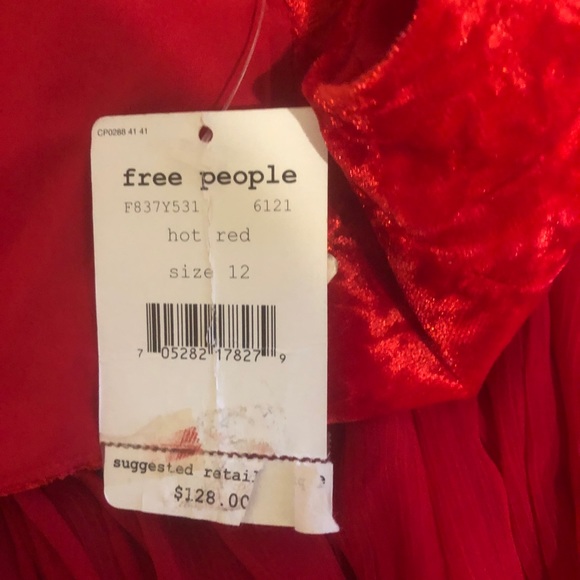 CP0288 41 41
free people
F837Y531 6121
hot red
size 12
7 05282 17827 9
suggested retail
$128.00